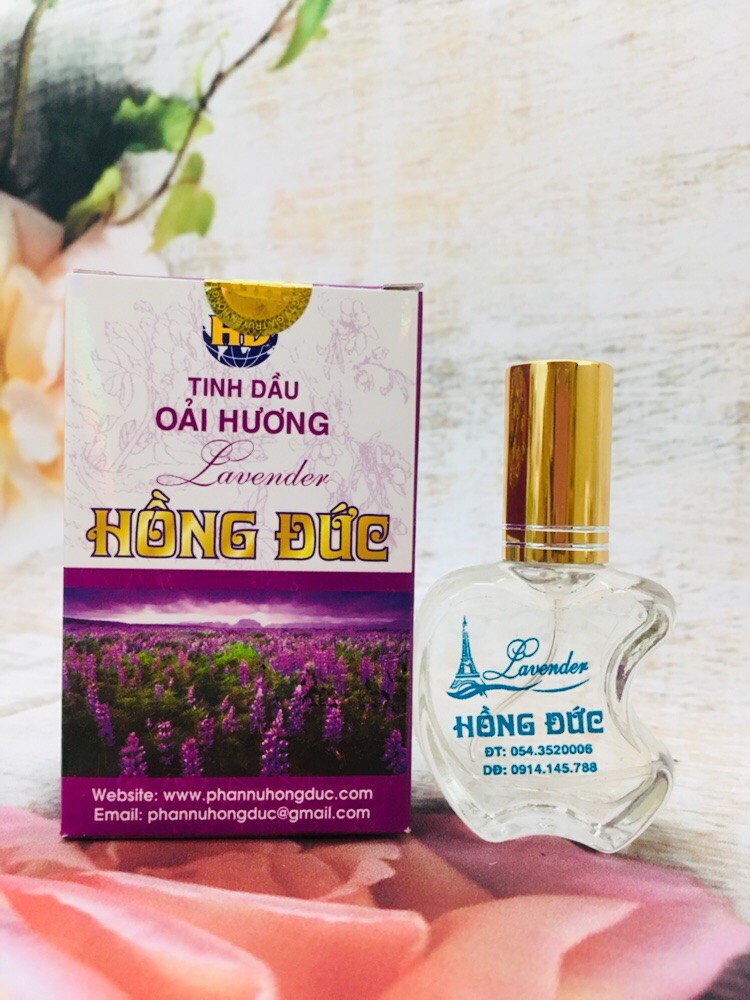 HĐ
TINH DẦU
OẢI HƯƠNG
Lavender
HỒNG ĐỨC
Website: www.phannuhongduc.com
Email: phannuhongduc@gmail.com
Lavender
HỒNG ĐỨC
ĐT: 054.3520006
DĐ: 0914.145.788